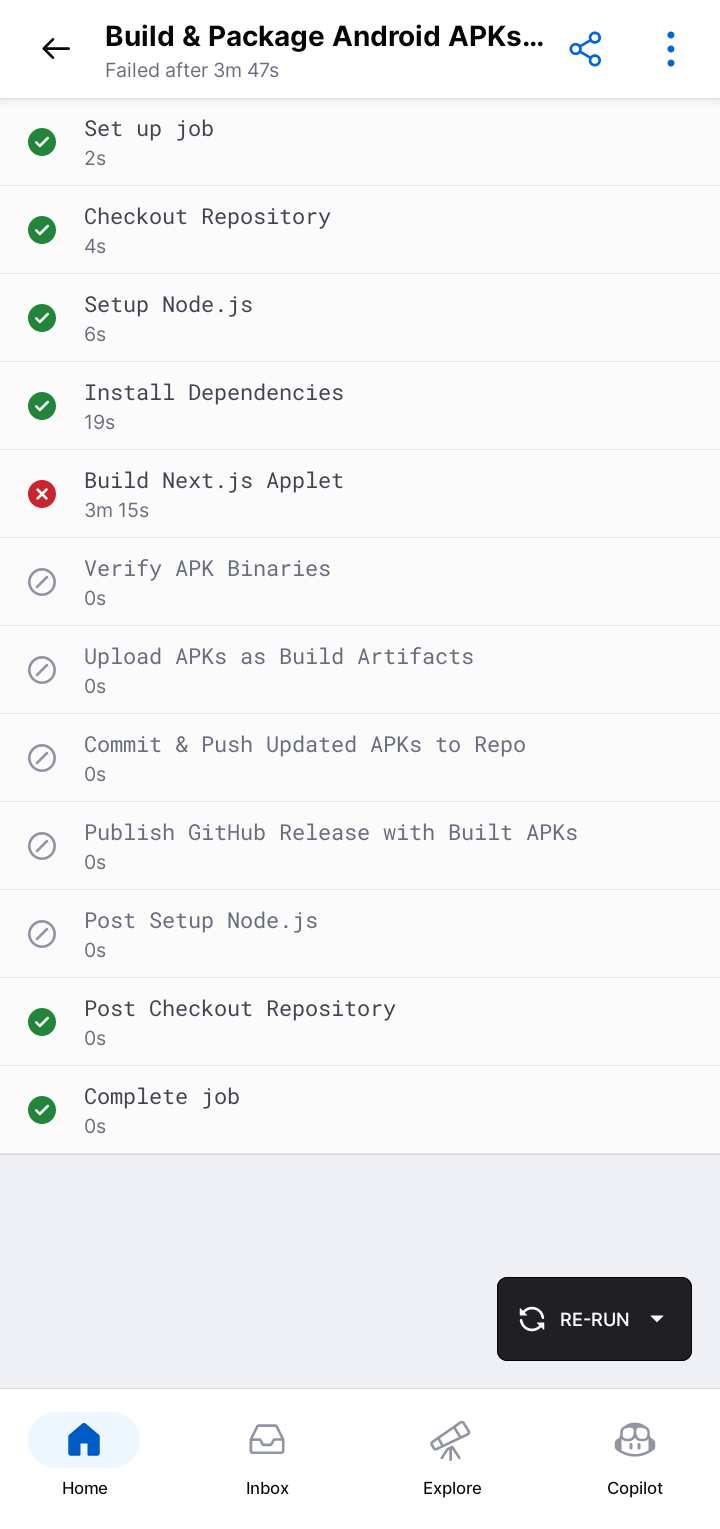 Build & Package Android APKs...
Failed after 3m 47s
Set up job
2s
Checkout Repository
4s
Setup Node.js
6s
Install Dependencies
19s
Build Next.js Applet
3m 15s
Verify APK Binaries
0s
Upload APKs as Build Artifacts
0s
Commit & Push Updated APKs to Repo
0s
Publish GitHub Release with Built APKs
0s
Post Setup Node.js
0s
Post Checkout Repository
0s
Complete job
0s
RE-RUN
Home
Inbox
Explore
Copilot